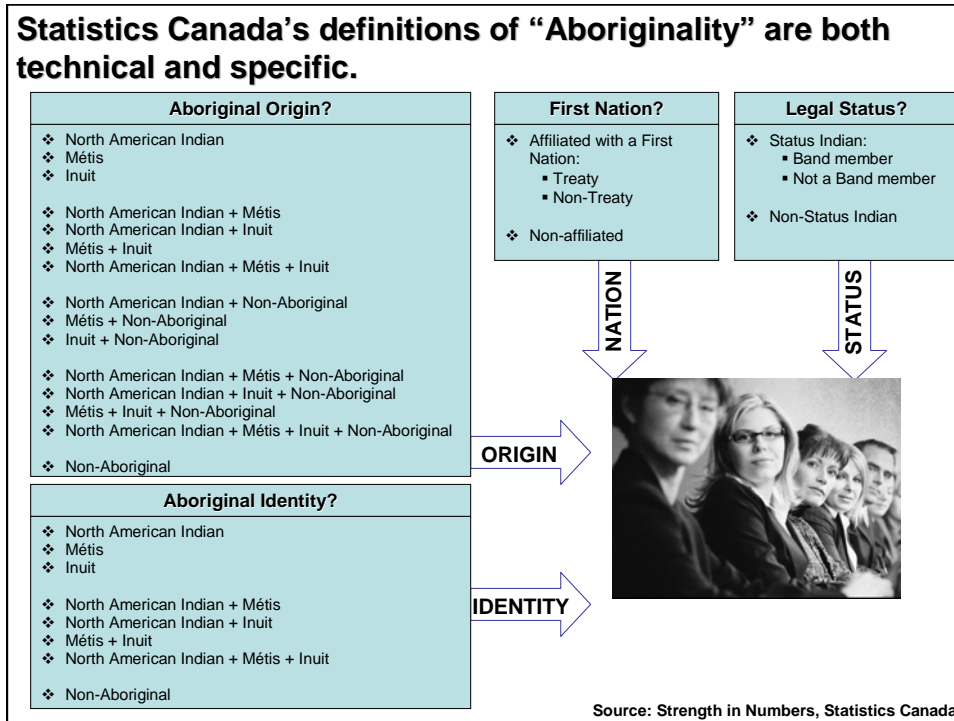 Statistics Canada's definitions of “Aboriginality” are both
technical and specific.
Aboriginal Origin?
❖ North American Indian
❖ Métis
❖ Inuit
❖ North American Indian + Métis
❖ North American Indian + Inuit
❖ Métis + Inuit
❖ North American Indian + Métis + Inuit
❖ North American Indian + Non-Aboriginal
❖ Métis + Non-Aboriginal
❖ Inuit + Non-Aboriginal
❖ North American Indian + Métis + Non-Aboriginal
❖ North American Indian + Inuit + Non-Aboriginal
❖ Métis + Inuit + Non-Aboriginal
❖ North American Indian + Métis + Inuit + Non-Aboriginal
❖ Non-Aboriginal
First Nation?
❖ Affiliated with a First
Nation:
▪ Treaty
▪ Non-Treaty
❖ Non-affiliated
Legal Status?
❖ Status Indian:
▪ Band member
▪ Not a Band member
❖ Non-Status Indian
NATION
STATUS
ORIGIN
Aboriginal Identity?
❖ North American Indian
❖ Métis
❖ Inuit
❖ North American Indian + Métis
❖ North American Indian + Inuit
❖ Métis + Inuit
❖ North American Indian + Métis + Inuit
❖ Non-Aboriginal
IDENTITY
Source: Strength in Numbers, Statistics Canada